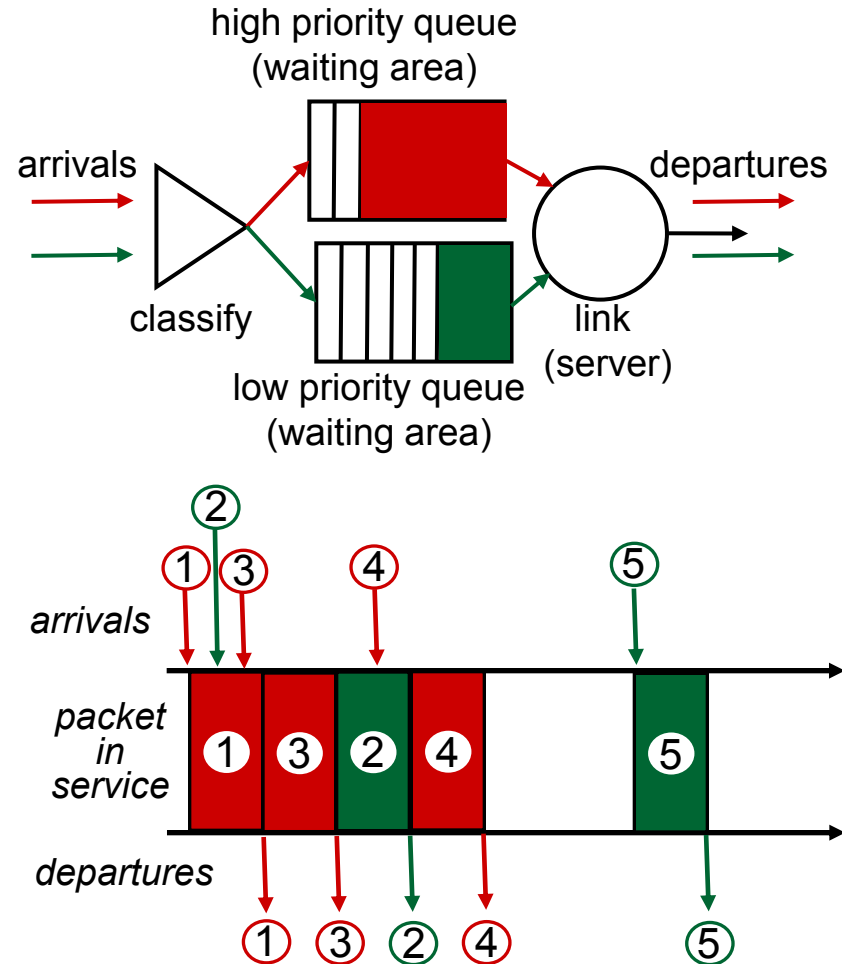 high priority queue
(waiting area)
arrivals
departures
classify
link
(server)
low priority queue
(waiting area)
2
1
3
4
5
arrivals
packet
in
service
1
3
2
4
5
departures
1
3
2
4
5